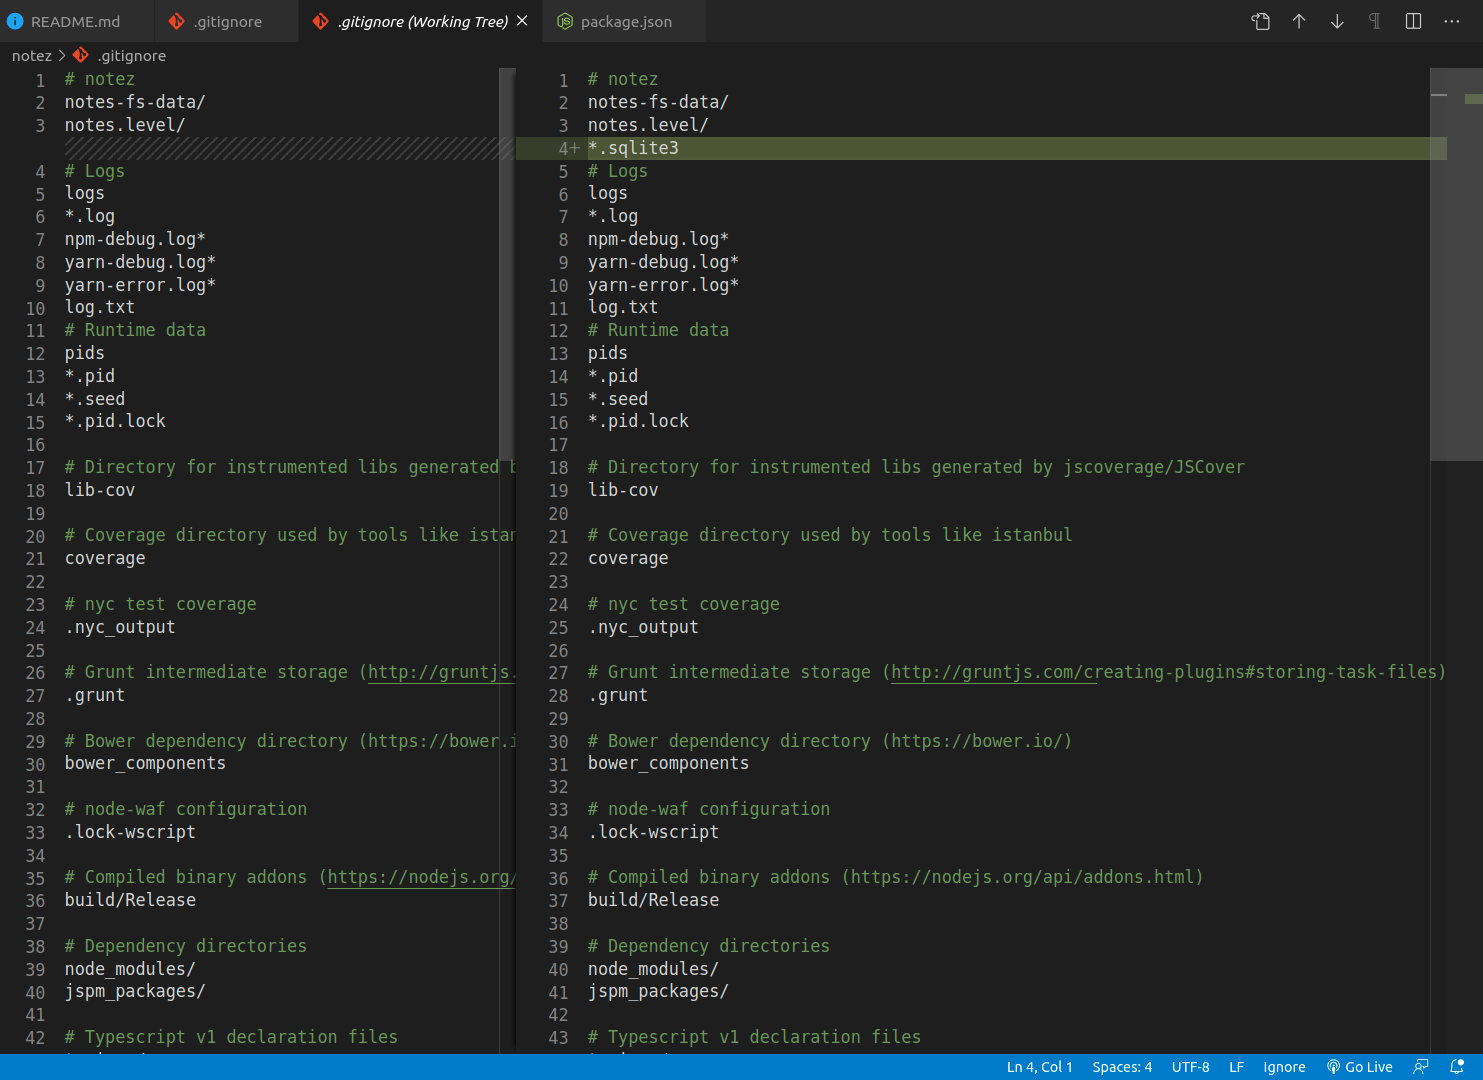 README.md .gitignore .gitignore (Working Tree) package.json
notez .gitignore
1 # notez
2 notes-fs-data/
3 notes.level/
4 # Logs
5 logs
6 *.log
7 npm-debug.log*
8 yarn-debug.log*
9 yarn-error.log*
10 log.txt
11 # Runtime data
12 pids
13 *.pid
14 *.seed
15 *.pid.lock
16
17 # Directory for instrumented libs generated b
18 lib-cov
19
20 # Coverage directory used by tools like istan
21 coverage
22
23 # nyc test coverage
24 .nyc_output
25
26 # Grunt intermediate storage (http://gruntjs.
27 .grunt
28
29 # Bower dependency directory (https://bower.i
30 bower_components
31
32 # node-waf configuration
33 .lock-wscript
34
35 # Compiled binary addons (https://nodejs.org/
36 build/Release
37
38 # Dependency directories
39 node_modules/
40 jspm_packages/
41
42 # Typescript v1 declaration files
1 # notez
2 notes-fs-data/
3 notes.level/
4+ *.sqlite3
5 # Logs
6 logs
7 *.log
8 npm-debug.log*
9 yarn-debug.log*
10 yarn-error.log*
11 log.txt
12 # Runtime data
13 pids
14 *.pid
15 *.seed
16 *.pid.lock
17
18 # Directory for instrumented libs generated by jscoverage/JSCover
19 lib-cov
20
21 # Coverage directory used by tools like istanbul
22 coverage
23
24 # nyc test coverage
25 .nyc_output
26
27 # Grunt intermediate storage (http://gruntjs.com/creating-plugins#storing-task-files)
28 .grunt
29
30 # Bower dependency directory (https://bower.io/)
31 bower_components
32
33 # node-waf configuration
34 .lock-wscript
35
36 # Compiled binary addons (https://nodejs.org/api/addons.html)
37 build/Release
38
39 # Dependency directories
40 node_modules/
41 jspm_packages/
42
43 # Typescript v1 declaration files
Ln 4, Col 1 Spaces: 4 UTF-8 LF Ignore Go Live